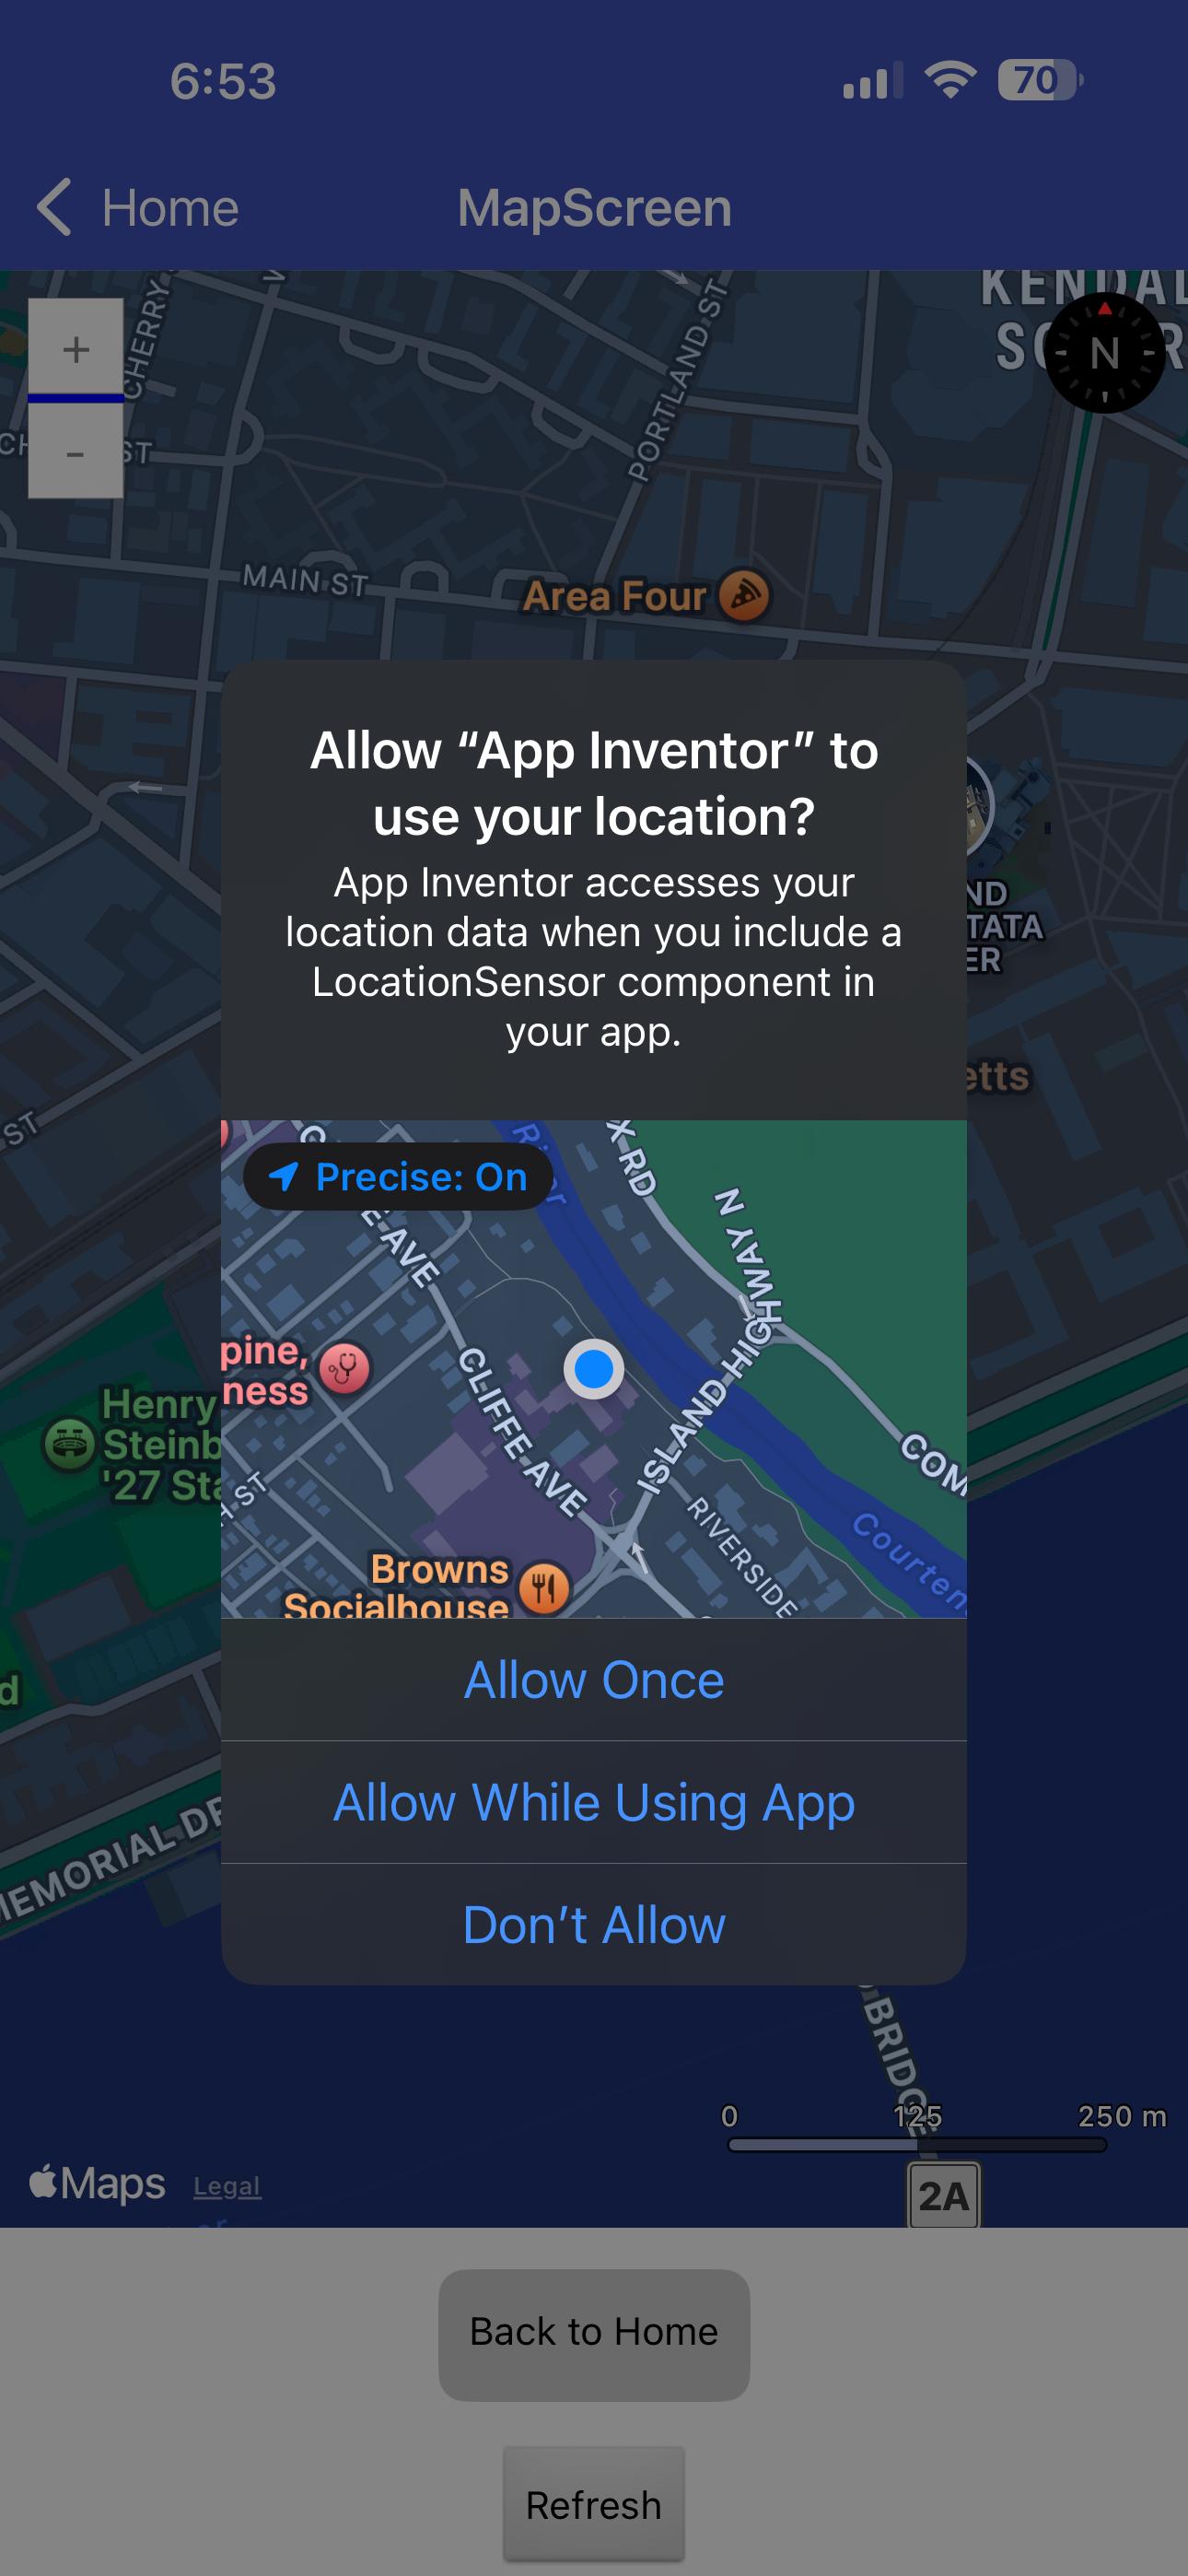 6:53
70
Home
MapScreen
KENDAL
CHERRY
PORTLAND ST
+
N
ST
-
MAIN ST
Area Four
Allow “App Inventor” to
use your location?
App Inventor accesses your
location data when you include a
LocationSensor component in
your app.
ND
TATA
ER
etts
ST
Precise: On
X RD
HWAY N
E AVE
pine,
ness
CLIFFE AVE
ISLAND HIG
COM
Henry
Steinb
'27 Sta
ST
RIVERSIDE
Courten
Browns
Socialhouse
Allow Once
d
Allow While Using App
MEMORIAL DR
Don’t Allow
BRIDGE
0 125 250 m
Maps Legal
2A
Back to Home
Refresh